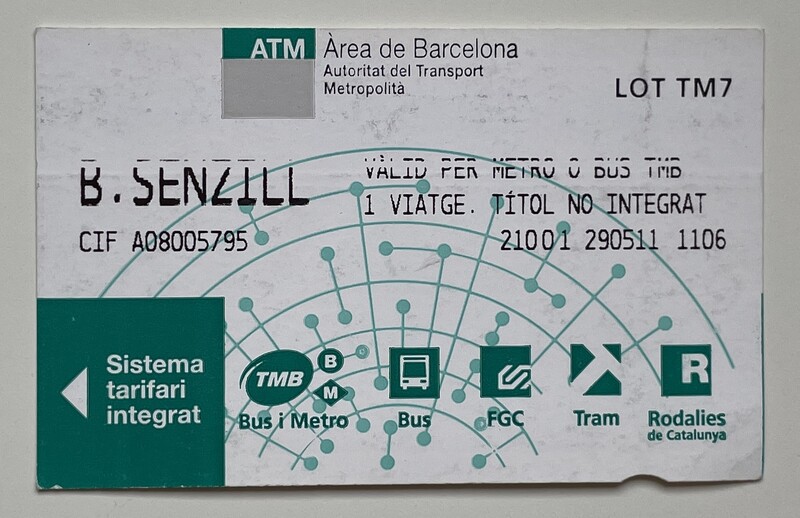 ATM
Àrea de Barcelona
Autoritat del Transport
Metropolità
LOT TM7
B.SENZILL
VÀLID PER METRO O BUS TMB
1 VIATGE. TÍTOL NO INTEGRAT
CIF A08005795
21001 290511 1106
Sistema
tarifari
integrat
TMB
B
M
Bus i Metro
Bus
FGC
Tram
R
Rodalies
de Catalunya